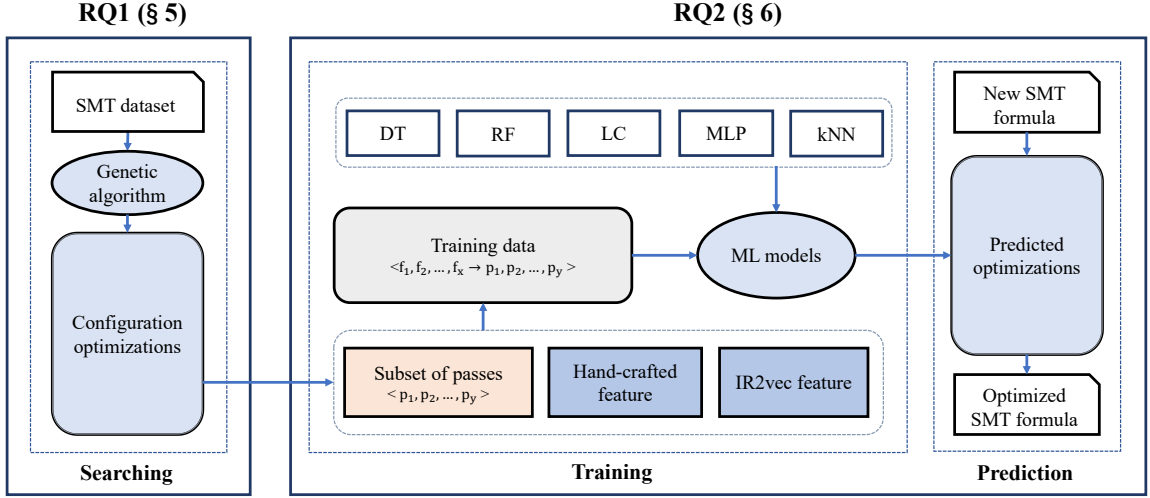 RQ1 (§ 5)
SMT dataset
Genetic
algorithm
Configuration
optimizations
Searching
RQ2 (§ 6)
DT
RF
LC
MLP
kNN
Training data
<f₁, f₂, … , fₓ → p₁, p₂, … , pᵧ >
ML models
Subset of passes
< p₁, p₂, … , pᵧ >
Hand-crafted
feature
IR2vec feature
Training
New SMT
formula
Predicted
optimizations
Optimized
SMT formula
Prediction